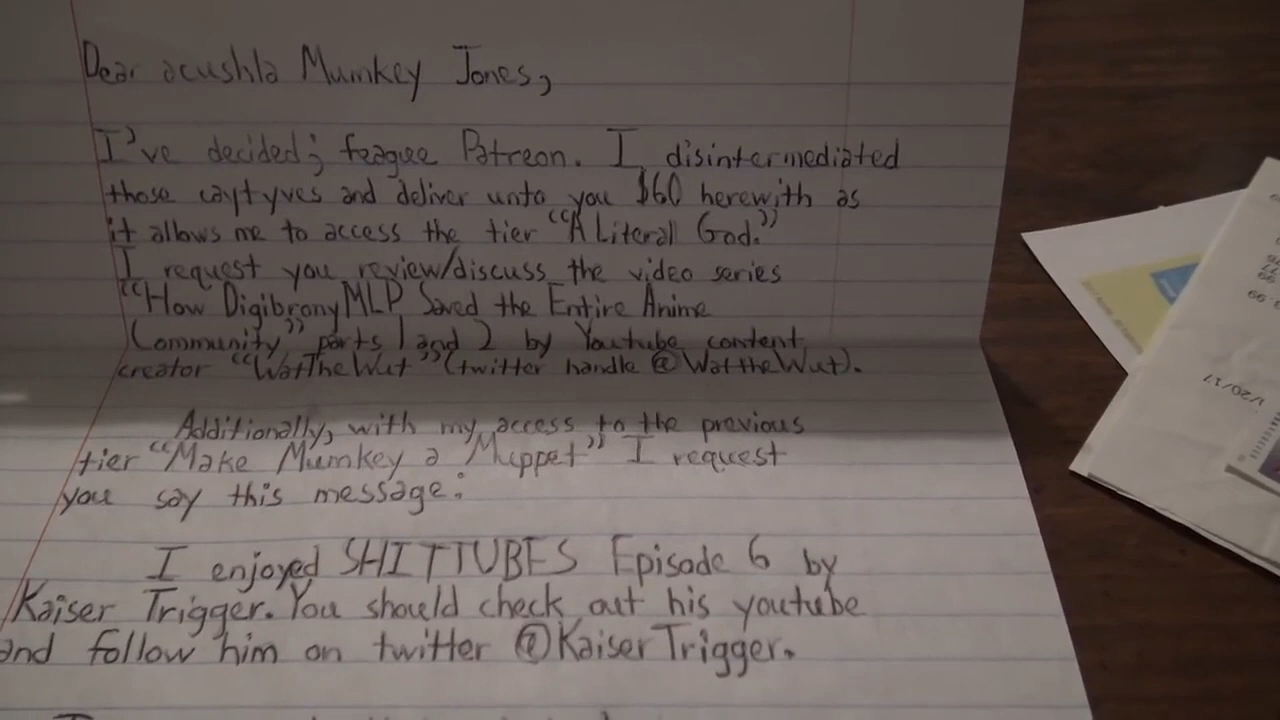 Dear acushla Mumkey Jones,
I've decided; feague Patreon. I disintermediated
those caytyves and deliver unto you $60 herewith as
it allows me to access the tier "A Literal God."
I request you review/discuss the video series
"How DigibronyMLP Saved the Entire Anime
Community" parts 1 and 2 by Youtube content
creator "WatTheWut" (twitter handle @WattheWut).
Additionally, with my access to the previous
tier "Make Mumkey a Muppet" I request
you say this message:
I enjoyed SHITTUBES Episode 6 by
Kaiser Trigger. You should check out his youtube
and follow him on twitter @KaiserTrigger.
1/20/17